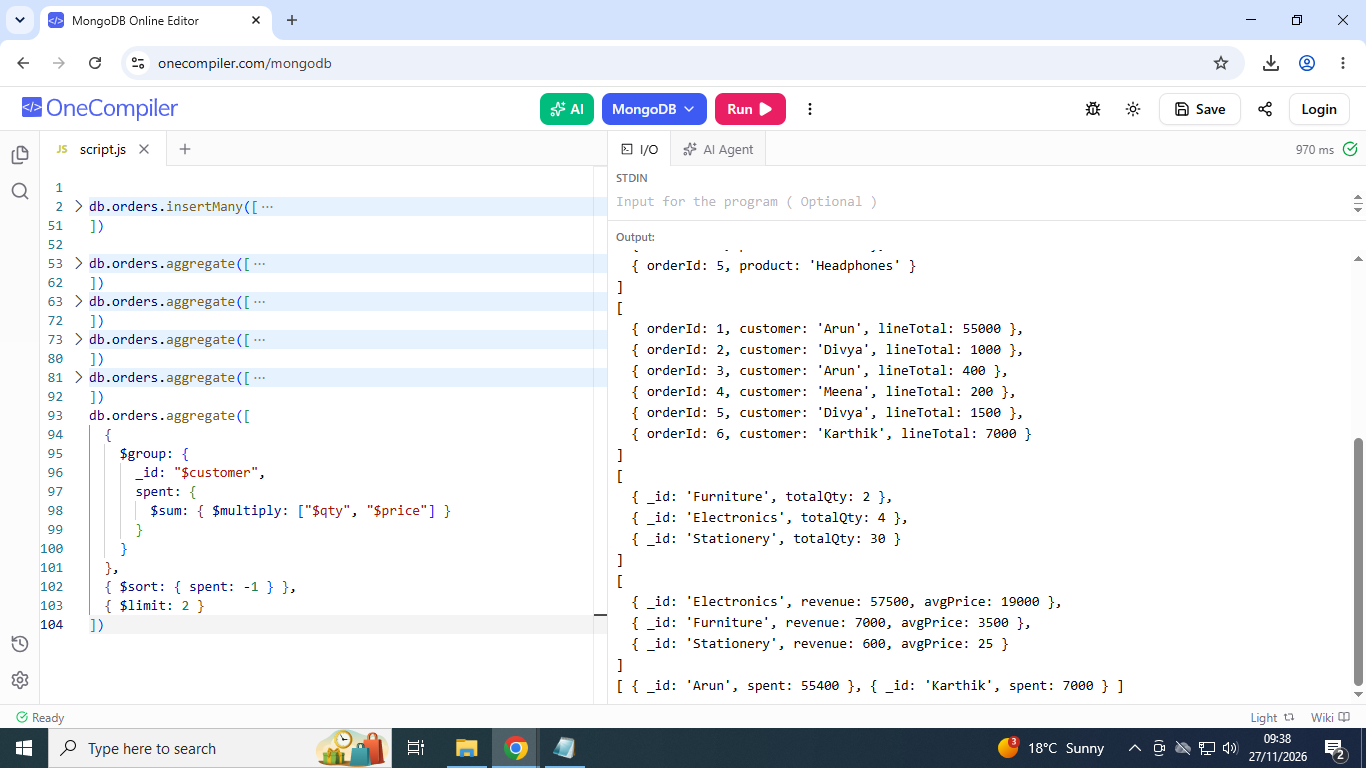 MongoDB Online Editor
onecompiler.com/mongodb
OneCompiler
AI
MongoDB
Run
Save
Login
JS script.js
I/O
AI Agent
970 ms
1
2 db.orders.insertMany([ ···
51 ])
52
53 db.orders.aggregate([ ···
62 ])
63 db.orders.aggregate([ ···
72 ])
73 db.orders.aggregate([ ···
80 ])
81 db.orders.aggregate([ ···
92 ])
93 db.orders.aggregate([
94 {
95 $group: {
96 _id: "$customer",
97 spent: {
98 $sum: { $multiply: ["$qty", "$price"] }
99 }
100 }
101 },
102 { $sort: { spent: -1 } },
103 { $limit: 2 }
104 ])
STDIN
Input for the program ( Optional )
Output:
{ orderId: 5, product: 'Headphones' }
]
[
{ orderId: 1, customer: 'Arun', lineTotal: 55000 },
{ orderId: 2, customer: 'Divya', lineTotal: 1000 },
{ orderId: 3, customer: 'Arun', lineTotal: 400 },
{ orderId: 4, customer: 'Meena', lineTotal: 200 },
{ orderId: 5, customer: 'Divya', lineTotal: 1500 },
{ orderId: 6, customer: 'Karthik', lineTotal: 7000 }
]
[
{ _id: 'Furniture', totalQty: 2 },
{ _id: 'Electronics', totalQty: 4 },
{ _id: 'Stationery', totalQty: 30 }
]
[
{ _id: 'Electronics', revenue: 57500, avgPrice: 19000 },
{ _id: 'Furniture', revenue: 7000, avgPrice: 3500 },
{ _id: 'Stationery', revenue: 600, avgPrice: 25 }
]
[ { _id: 'Arun', spent: 55400 }, { _id: 'Karthik', spent: 7000 } ]
Ready
Light
Wiki
Type here to search
3
18°C Sunny
09:38
27/11/2026
2